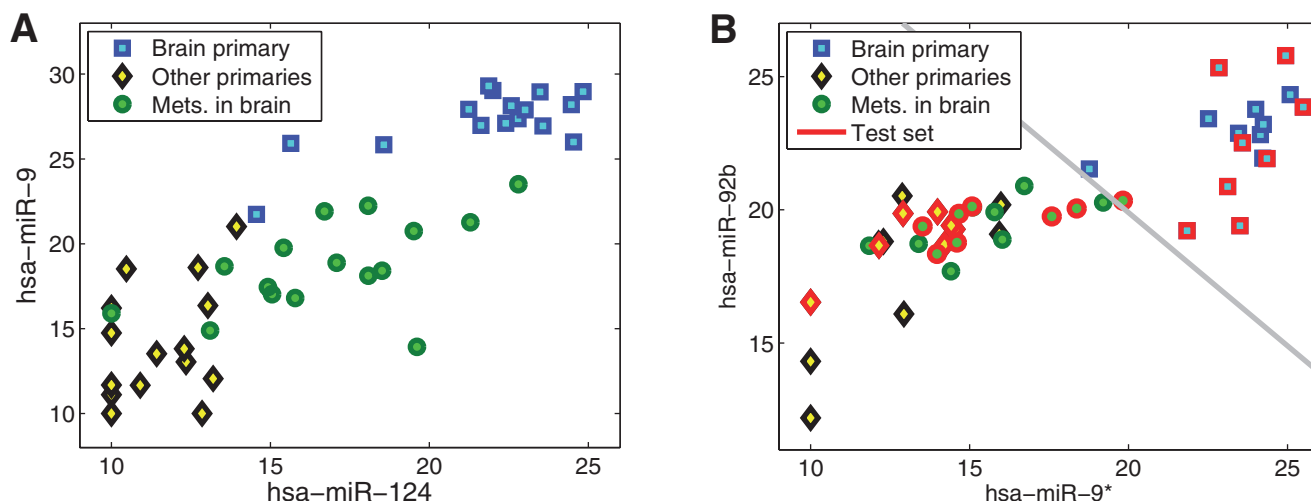 A
Brain primary
Other primaries
Mets. in brain
30
25
20
15
10
hsa-miR-9
10
15
20
25
hsa-miR-124
B
Brain primary
Other primaries
Mets. in brain
Test set
25
20
15
hsa-miR-92b
10
15
20
25
hsa-miR-9*